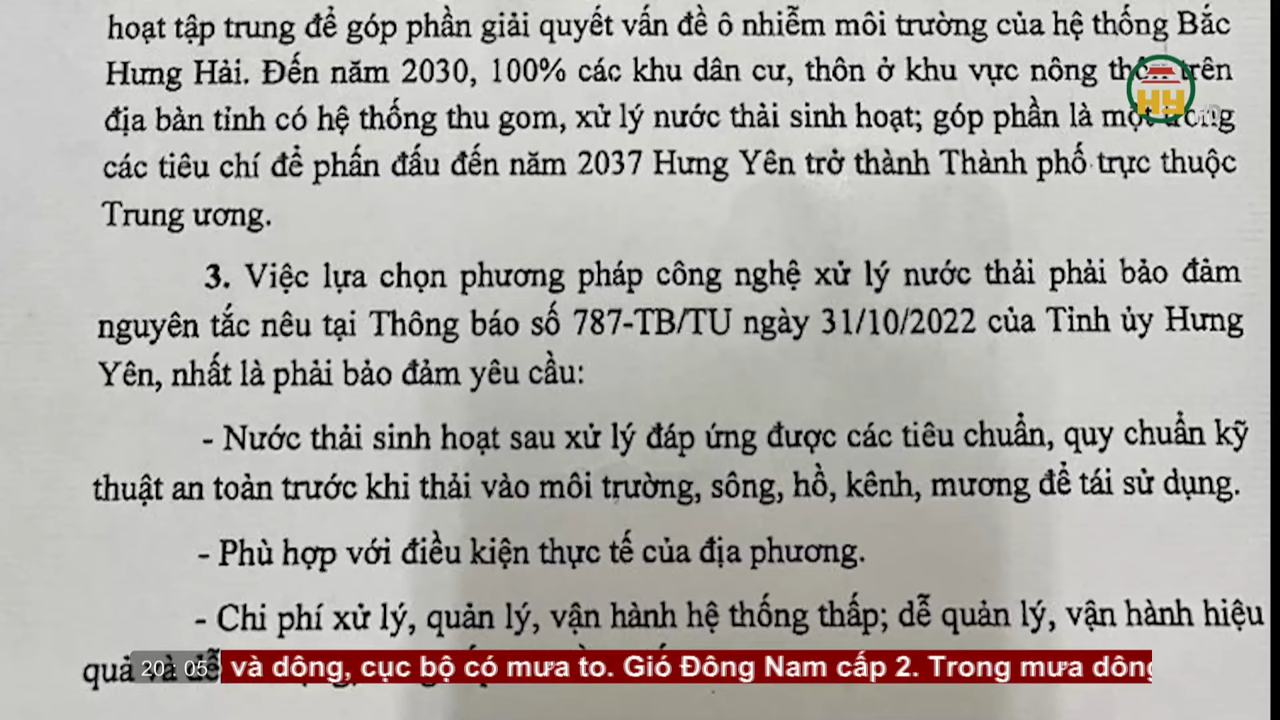 hoạt tập trung để góp phần giải quyết vấn đề ô nhiễm môi trường của hệ thống Bắc
Hưng Hải. Đến năm 2030, 100% các khu dân cư, thôn ở khu vực nông thôn trên
địa bàn tỉnh có hệ thống thu gom, xử lý nước thải sinh hoạt; góp phần là một trong
các tiêu chí để phấn đấu đến năm 2037 Hưng Yên trở thành Thành phố trực thuộc
Trung ương.
3. Việc lựa chọn phương pháp công nghệ xử lý nước thải phải bảo đảm
nguyên tắc nêu tại Thông báo số 787-TB/TU ngày 31/10/2022 của Tỉnh ủy Hưng
Yên, nhất là phải bảo đảm yêu cầu:
- Nước thải sinh hoạt sau xử lý đáp ứng được các tiêu chuẩn, quy chuẩn kỹ
thuật an toàn trước khi thải vào môi trường, sông, hồ, kênh, mương để tái sử dụng.
- Phù hợp với điều kiện thực tế của địa phương.
- Chi phí xử lý, quản lý, vận hành hệ thống thấp; dễ quản lý, vận hành hiệu
quả và dễ
HY
20:05
và dông, cục bộ có mưa to. Gió Đông Nam cấp 2. Trong mưa dông